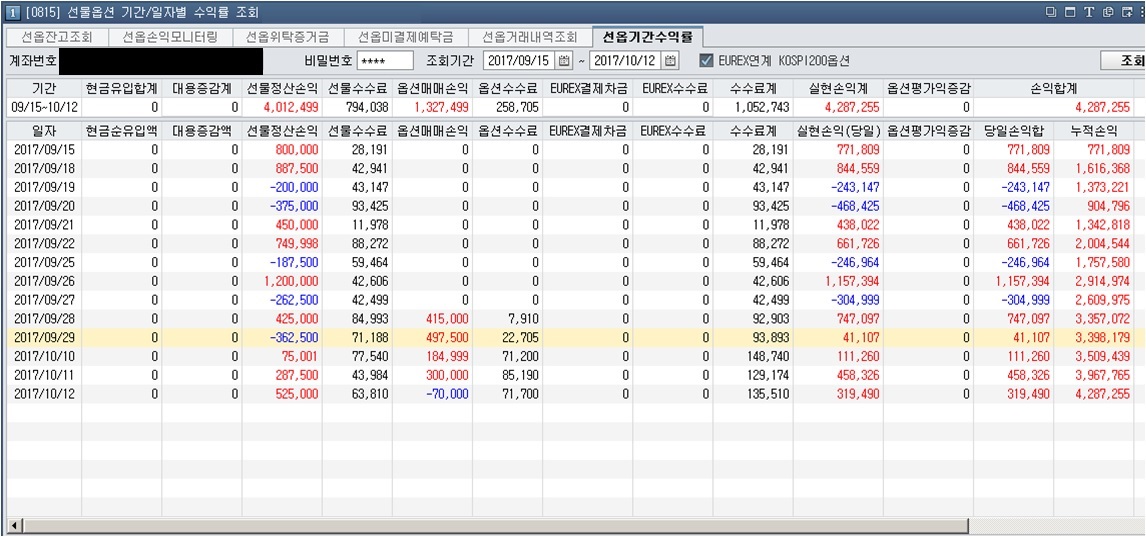 1 [0815] 선물옵션 기간/일자별 수익률 조회
선옵잔고조회 선옵손익모니터링 선옵위탁증거금 선옵미결제예탁금 선옵거래내역조회 선옵기간수익률
계좌번호 비밀번호 **** 조회기간 2017/09/15 ~ 2017/10/12 EUREX연계 KOSPI200옵션 조회
기간 현금유입합계 대용증감계 선물정산손익 선물수수료 옵션매매손익 옵션수수료 EUREX결제차금 EUREX수수료 수수료계 실현손익계 옵션평가익증감 손익합계
09/15~10/12 0 0 4,012,499 794,038 1,327,499 258,705 0 0 1,052,743 4,287,255 0 4,287,255
일자 현금순유입액 대용증감액 선물정산손익 선물수수료 옵션매매손익 옵션수수료 EUREX결제차금 EUREX수수료 수수료계 실현손익(당일) 옵션평가익증감 당일손익합 누적손익
2017/09/15 0 0 800,000 28,191 0 0 0 0 28,191 771,809 0 771,809 771,809
2017/09/18 0 0 887,500 42,941 0 0 0 0 42,941 844,559 0 844,559 1,616,368
2017/09/19 0 0 -200,000 43,147 0 0 0 0 43,147 -243,147 0 -243,147 1,373,221
2017/09/20 0 0 -375,000 93,425 0 0 0 0 93,425 -468,425 0 -468,425 904,796
2017/09/21 0 0 450,000 11,978 0 0 0 0 11,978 438,022 0 438,022 1,342,818
2017/09/22 0 0 749,998 88,272 0 0 0 0 88,272 661,726 0 661,726 2,004,544
2017/09/25 0 0 -187,500 59,464 0 0 0 0 59,464 -246,964 0 -246,964 1,757,580
2017/09/26 0 0 1,200,000 42,606 0 0 0 0 42,606 1,157,394 0 1,157,394 2,914,974
2017/09/27 0 0 -262,500 42,499 0 0 0 0 42,499 -304,999 0 -304,999 2,609,975
2017/09/28 0 0 425,000 84,993 415,000 7,910 0 0 92,903 747,097 0 747,097 3,357,072
2017/09/29 0 0 -362,500 71,188 497,500 22,705 0 0 93,893 41,107 0 41,107 3,398,179
2017/10/10 0 0 75,001 77,540 184,999 71,200 0 0 148,740 111,260 0 111,260 3,509,439
2017/10/11 0 0 287,500 43,984 300,000 85,190 0 0 129,174 458,326 0 458,326 3,967,765
2017/10/12 0 0 525,000 63,810 -70,000 71,700 0 0 135,510 319,490 0 319,490 4,287,255